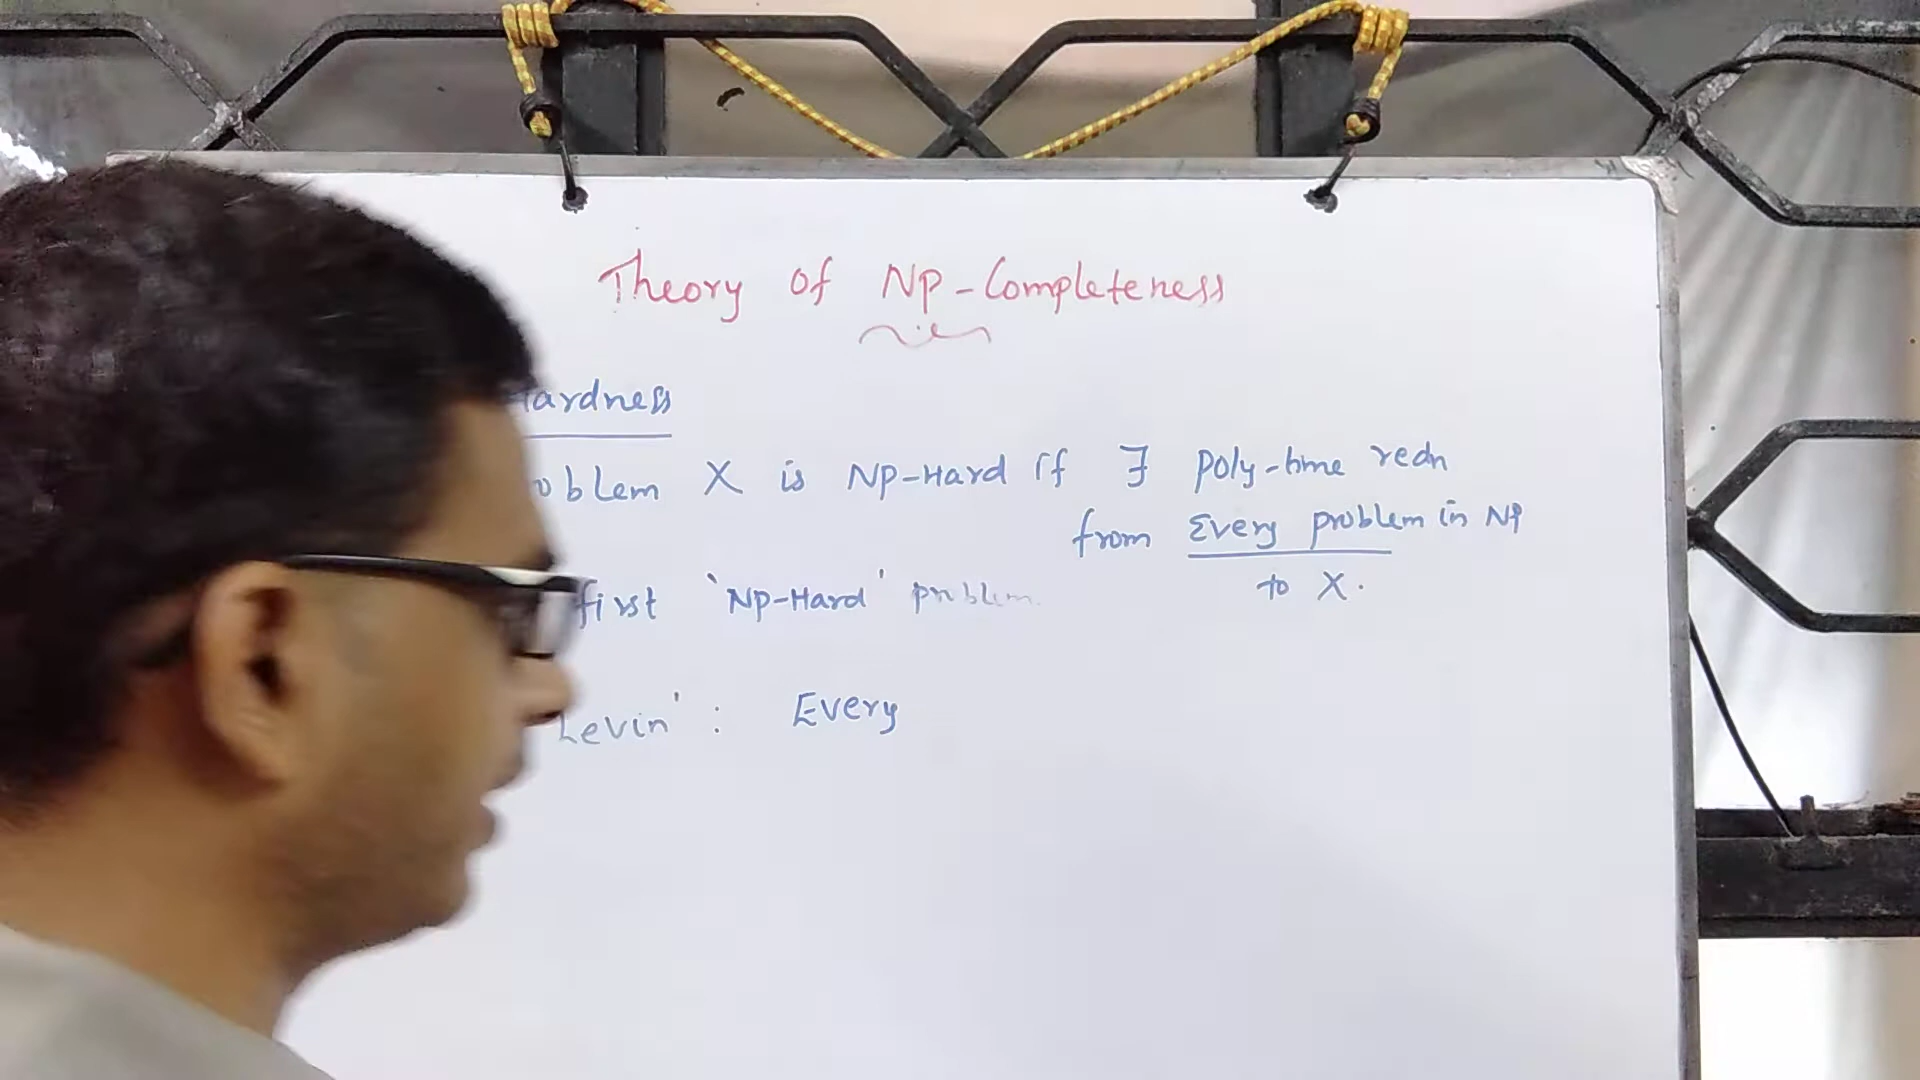 Theory of NP-Completeness
ardness
oblem X is NP-Hard if ∃ poly-time redn
from Every problem in NP
to X.
first 'NP-Hard' problem.
Levin' : Every